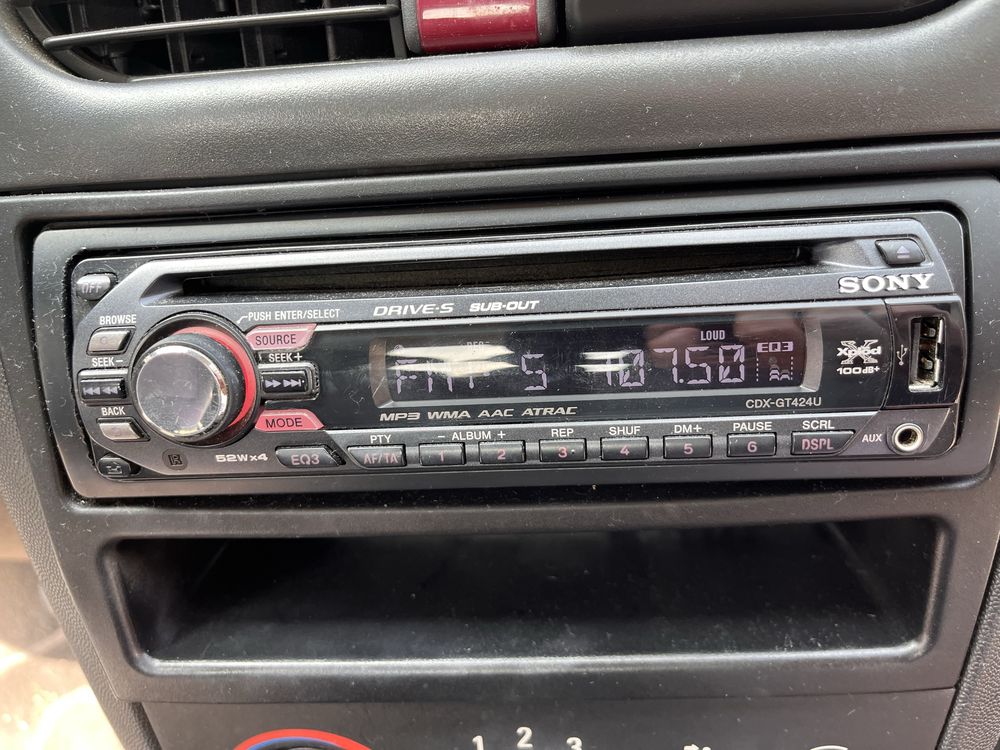 OFF
SONY
BROWSE
PUSH ENTER/SELECT
DRIVE-S SUB-OUT
SOURCE
SEEK-
SEEK+
LOUD
EQ3
FM1 5 107.50
Xplod
100dB+
BACK
MODE
MP3 WMA AAC ATRAC
CDX-GT424U
PTY
- ALBUM +
REP
SHUF
DM+
PAUSE
SCRL
52Wx4
EQ3
AF/TA
1
2
3
4
5
6
DSPL
AUX
1 2 3